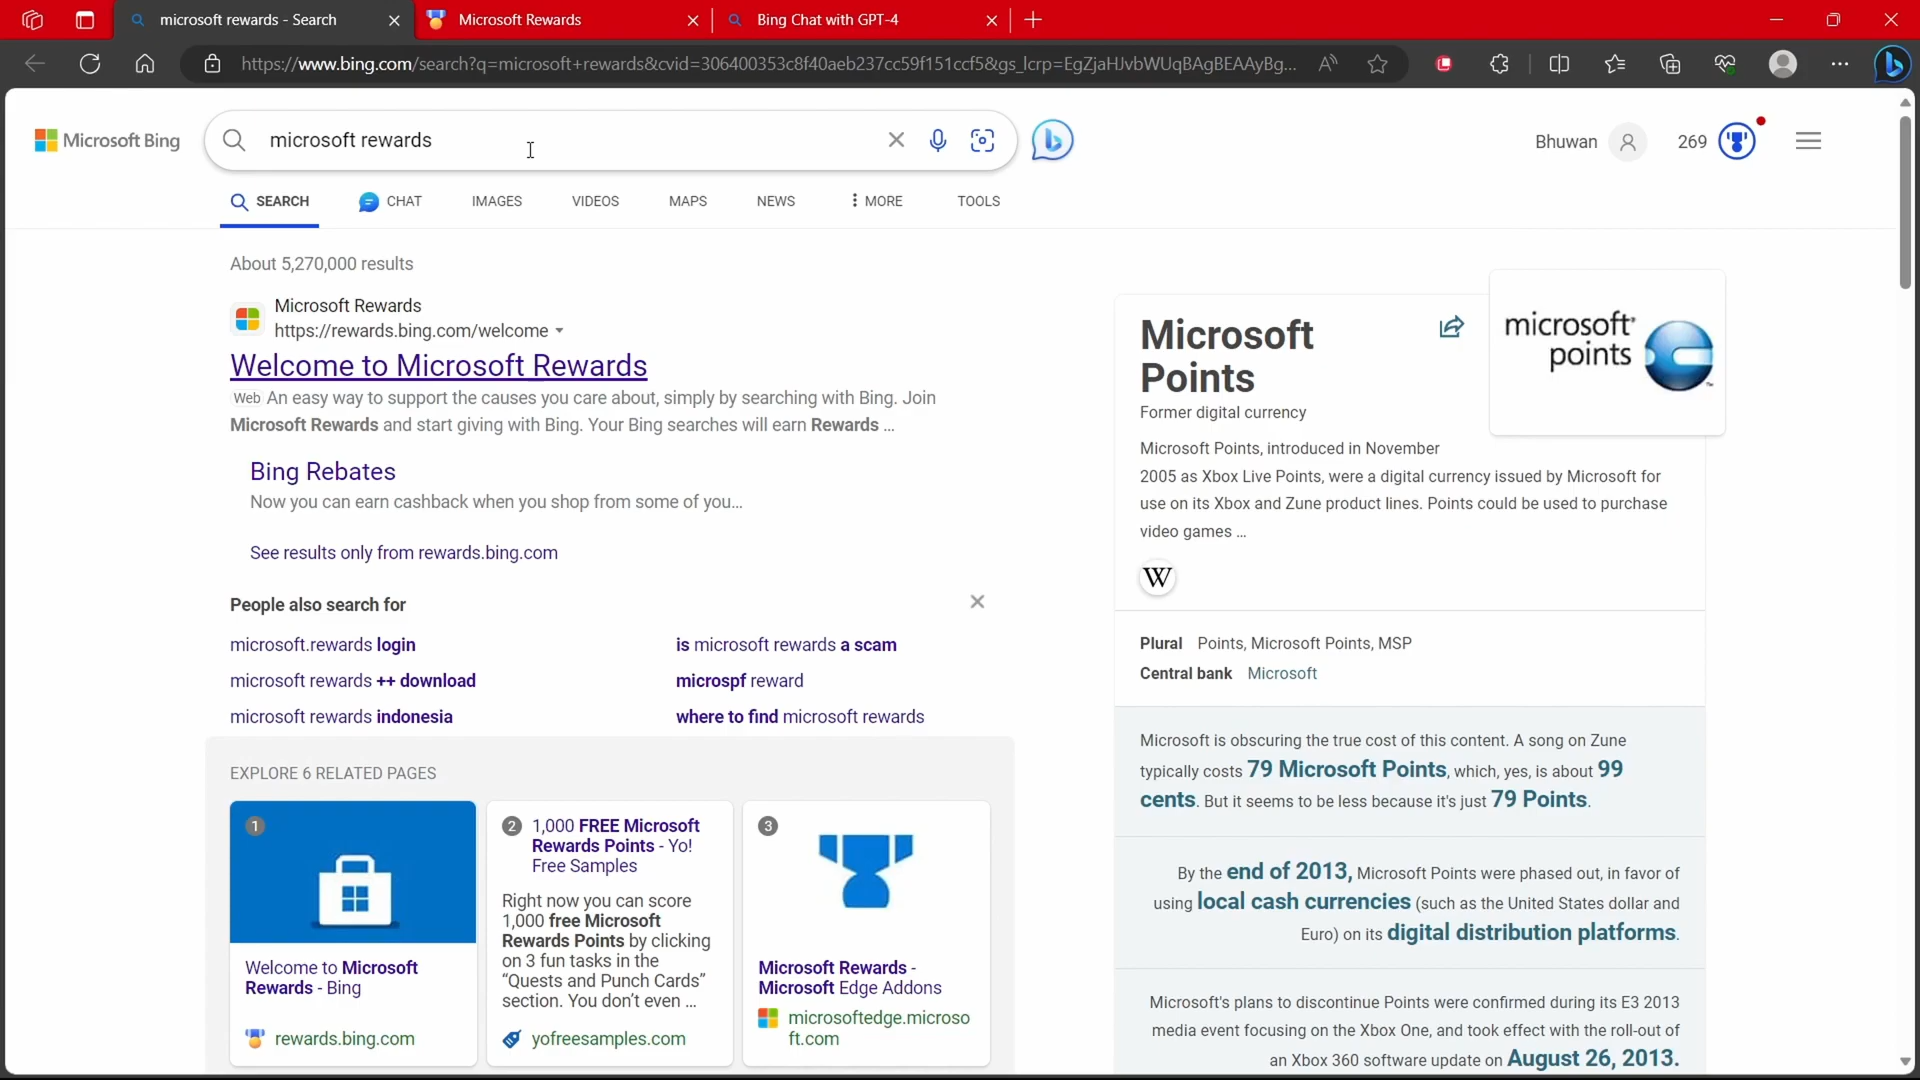 microsoft rewards - Search
Microsoft Rewards
Bing Chat with GPT-4
https://www.bing.com/search?q=microsoft+rewards&cvid=306400353c8f40aeb237cc59f151ccf5&gs_lcrp=EgZjaHJvbWUqBAgBEAAyBg...
Microsoft Bing
microsoft rewards
Bhuwan
269
SEARCH
CHAT
IMAGES
VIDEOS
MAPS
NEWS
MORE
TOOLS
About 5,270,000 results
Microsoft Rewards
https://rewards.bing.com/welcome
Welcome to Microsoft Rewards
Web An easy way to support the causes you care about, simply by searching with Bing. Join
Microsoft Rewards and start giving with Bing. Your Bing searches will earn Rewards ...
Bing Rebates
Now you can earn cashback when you shop from some of you...
See results only from rewards.bing.com
People also search for
microsoft.rewards login
is microsoft rewards a scam
microsoft rewards ++ download
microspf reward
microsoft rewards indonesia
where to find microsoft rewards
EXPLORE 6 RELATED PAGES
1
Welcome to Microsoft
Rewards - Bing
rewards.bing.com
2
1,000 FREE Microsoft
Rewards Points - Yo!
Free Samples
Right now you can score
1,000 free Microsoft
Rewards Points by clicking
on 3 fun tasks in the
“Quests and Punch Cards”
section. You don’t even ...
yofreesamples.com
3
Microsoft Rewards -
Microsoft Edge Addons
microsoftedge.microso
ft.com
Microsoft
Points
Former digital currency
microsoft®
points
™
Microsoft Points, introduced in November
2005 as Xbox Live Points, were a digital currency issued by Microsoft for
use on its Xbox and Zune product lines. Points could be used to purchase
video games ...
W
Plural Points, Microsoft Points, MSP
Central bank Microsoft
Microsoft is obscuring the true cost of this content. A song on Zune
typically costs 79 Microsoft Points, which, yes, is about 99
cents. But it seems to be less because it's just 79 Points.
By the end of 2013, Microsoft Points were phased out, in favor of
using local cash currencies (such as the United States dollar and
Euro) on its digital distribution platforms.
Microsoft's plans to discontinue Points were confirmed during its E3 2013
media event focusing on the Xbox One, and took effect with the roll-out of
an Xbox 360 software update on August 26, 2013.